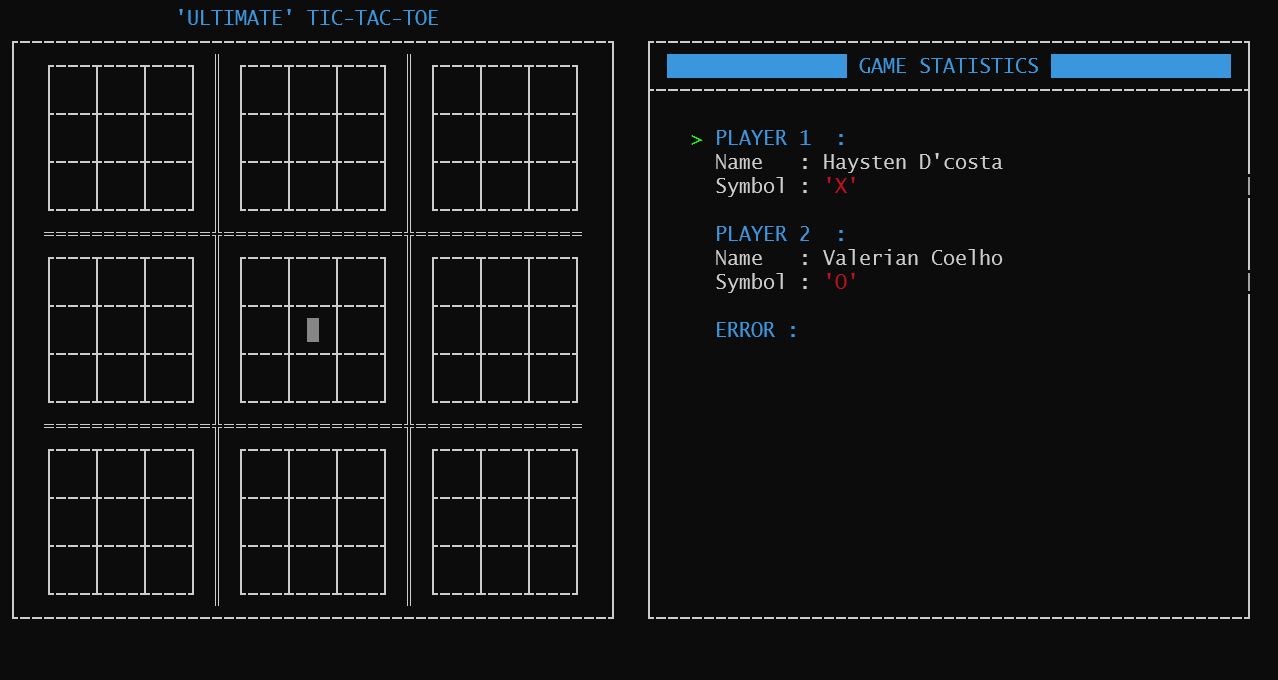 'ULTIMATE' TIC-TAC-TOE
GAME STATISTICS
> PLAYER 1  :
Name   : Haysten D'costa
Symbol : 'X'
PLAYER 2  :
Name   : Valerian Coelho
Symbol : 'O'
ERROR :